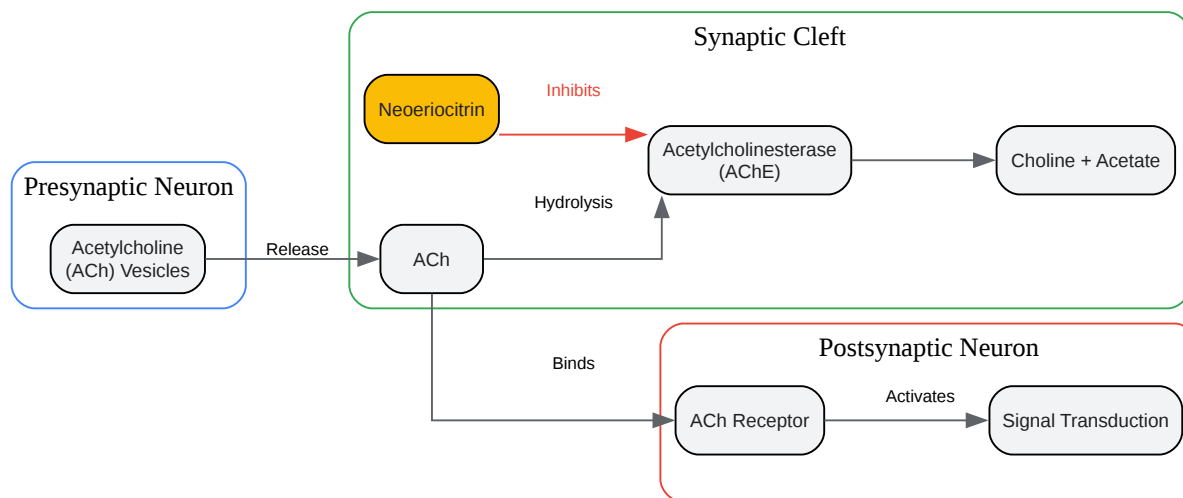 Synaptic Cleft
Neoeriocitrin
Inhibits
Acetylcholinesterase
(AChE)
Choline + Acetate
Presynaptic Neuron
Hydrolysis
Acetylcholine
(ACh) Vesicles
Release
ACh
Postsynaptic Neuron
Binds
ACh Receptor
Activates
Signal Transduction